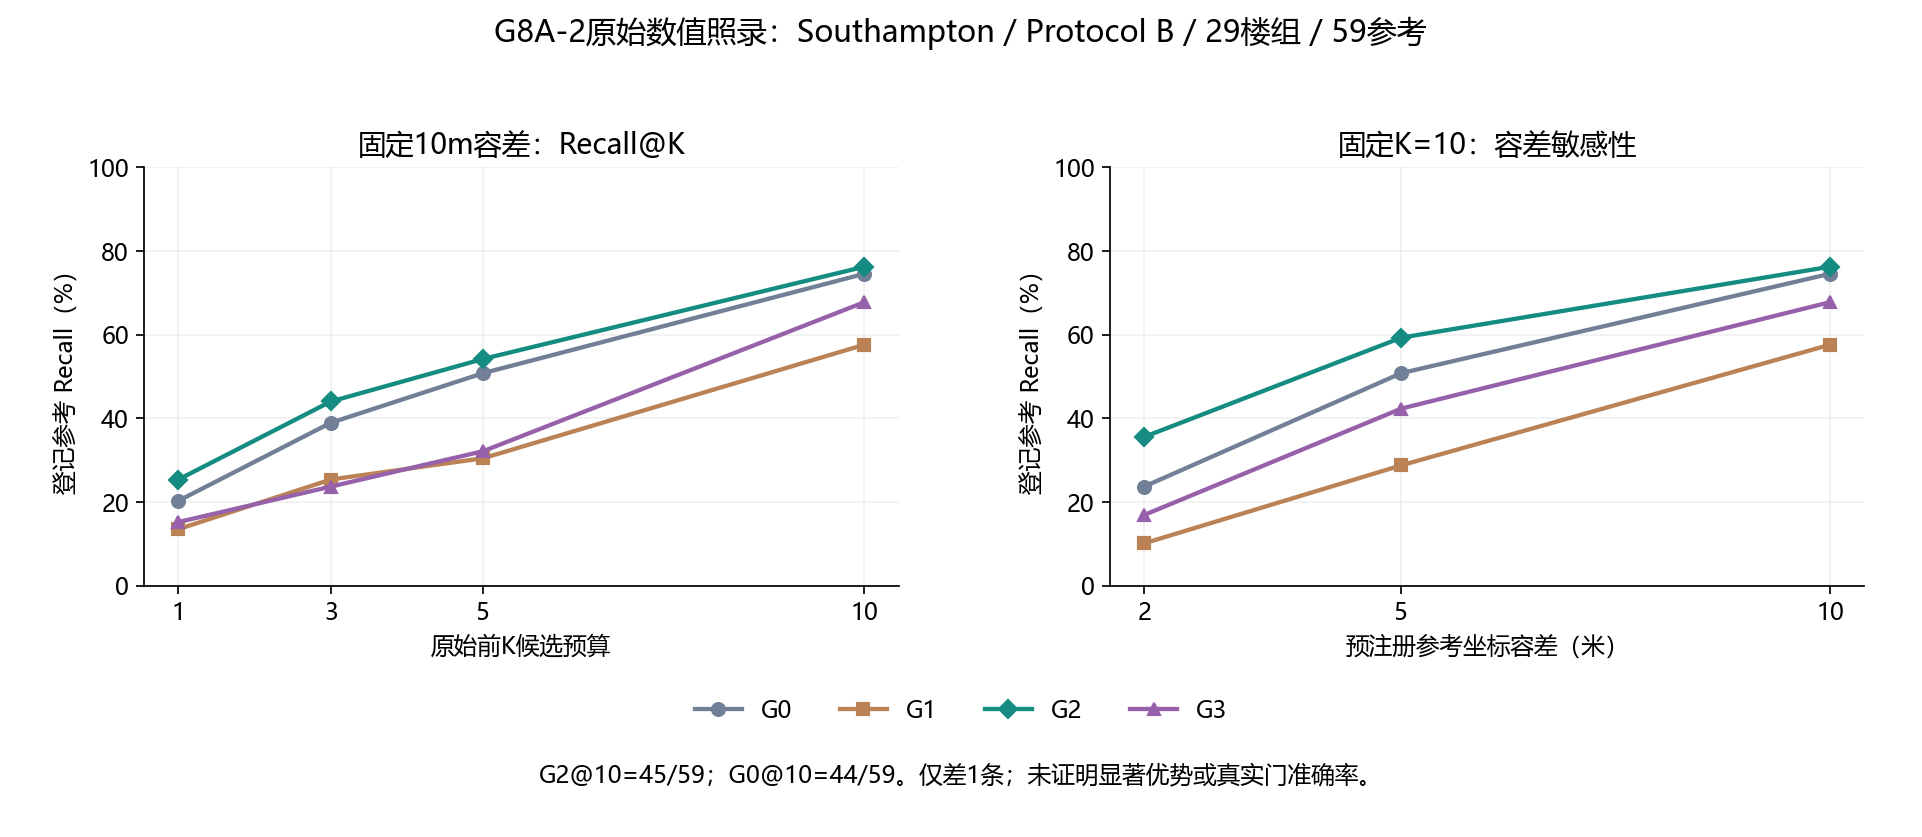 G8A-2原始数值照录：Southampton / Protocol B / 29楼组 / 59参考
固定10m容差：Recall@K
登记参考 Recall（%）
100
80
60
40
20
0
1
3
5
10
原始前K候选预算
固定K=10：容差敏感性
登记参考 Recall（%）
100
80
60
40
20
0
2
5
10
预注册参考坐标容差（米）
G0
G1
G2
G3
G2@10=45/59；G0@10=44/59。仅差1条；未证明显著优势或真实门准确率。